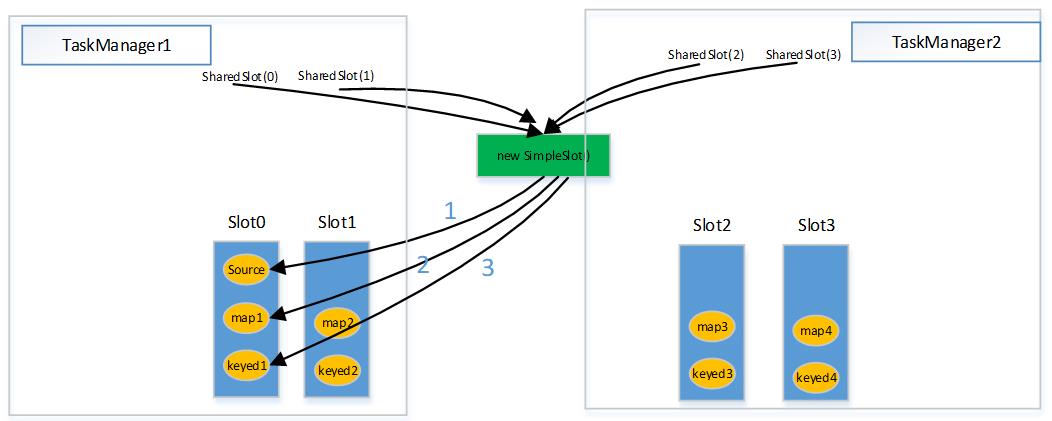 TaskManager1
TaskManager2
SharedSlot(0)
SharedSlot(1)
SharedSlot(2)
SharedSlot(3)
new SimpleSlot()
1
2
3
Slot0
Slot1
Slot2
Slot3
Source
map1
map2
map3
map4
keyed1
keyed2
keyed3
keyed4